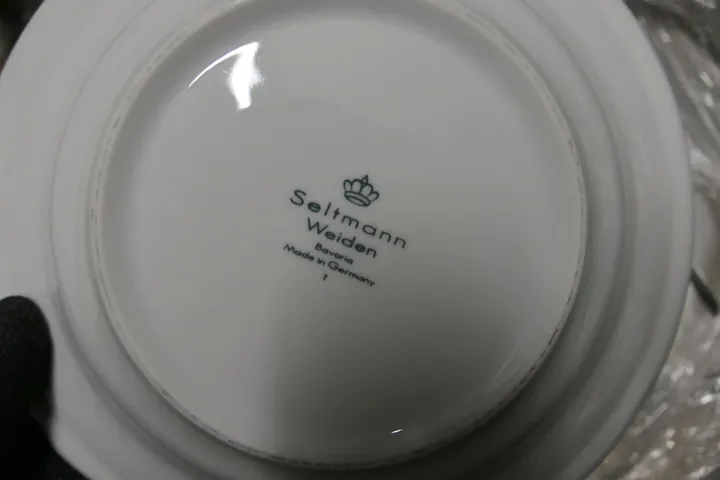 Seltmann
Weiden
Bavaria
Made in Germany
7